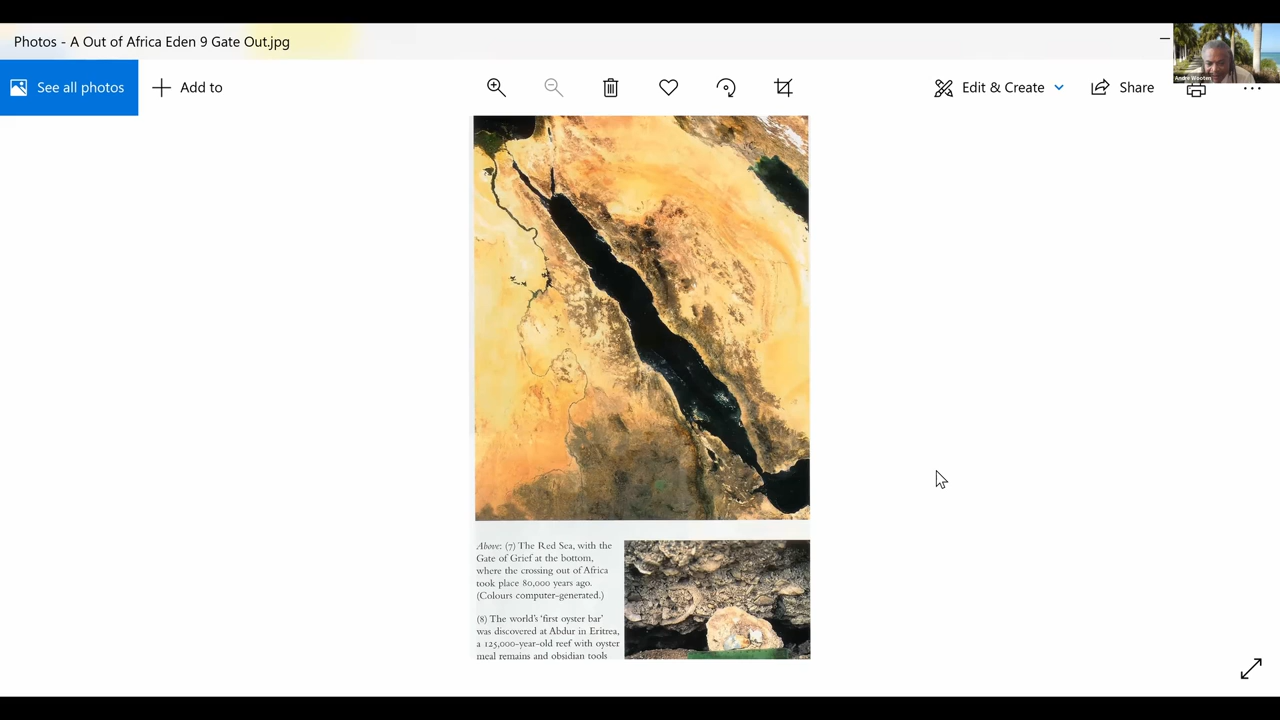 Photos - A Out of Africa Eden 9 Gate Out.jpg
See all photos
Add to
Edit & Create
Share
Andre Wooten
Above: (7) The Red Sea, with the
Gate of Grief at the bottom,
where the crossing out of Africa
took place 80,000 years ago.
(Colours computer-generated.)
(8) The world's 'first oyster bar'
was discovered at Abdur in Eritrea,
a 125,000-year-old reef with oyster
meal remains and obsidian tools